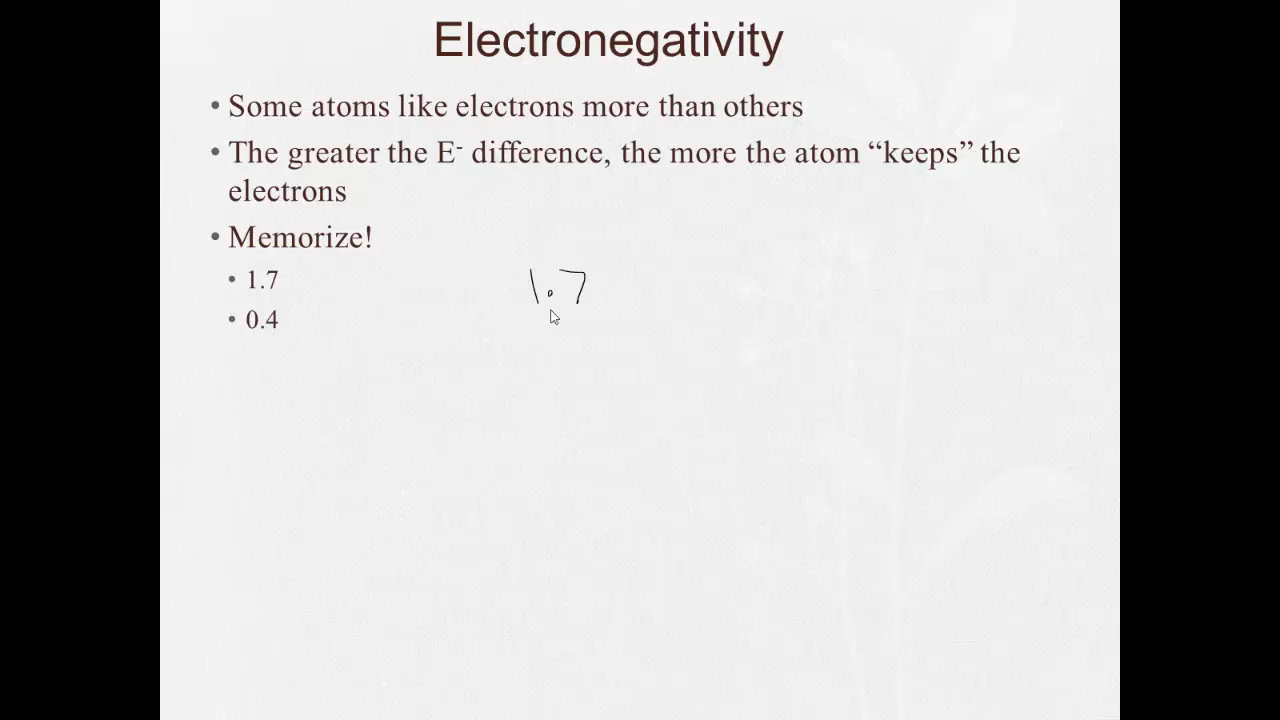 Electronegativity
• Some atoms like electrons more than others
• The greater the E⁻ difference, the more the atom “keeps” the
electrons
• Memorize!
• 1.7
1.7
• 0.4